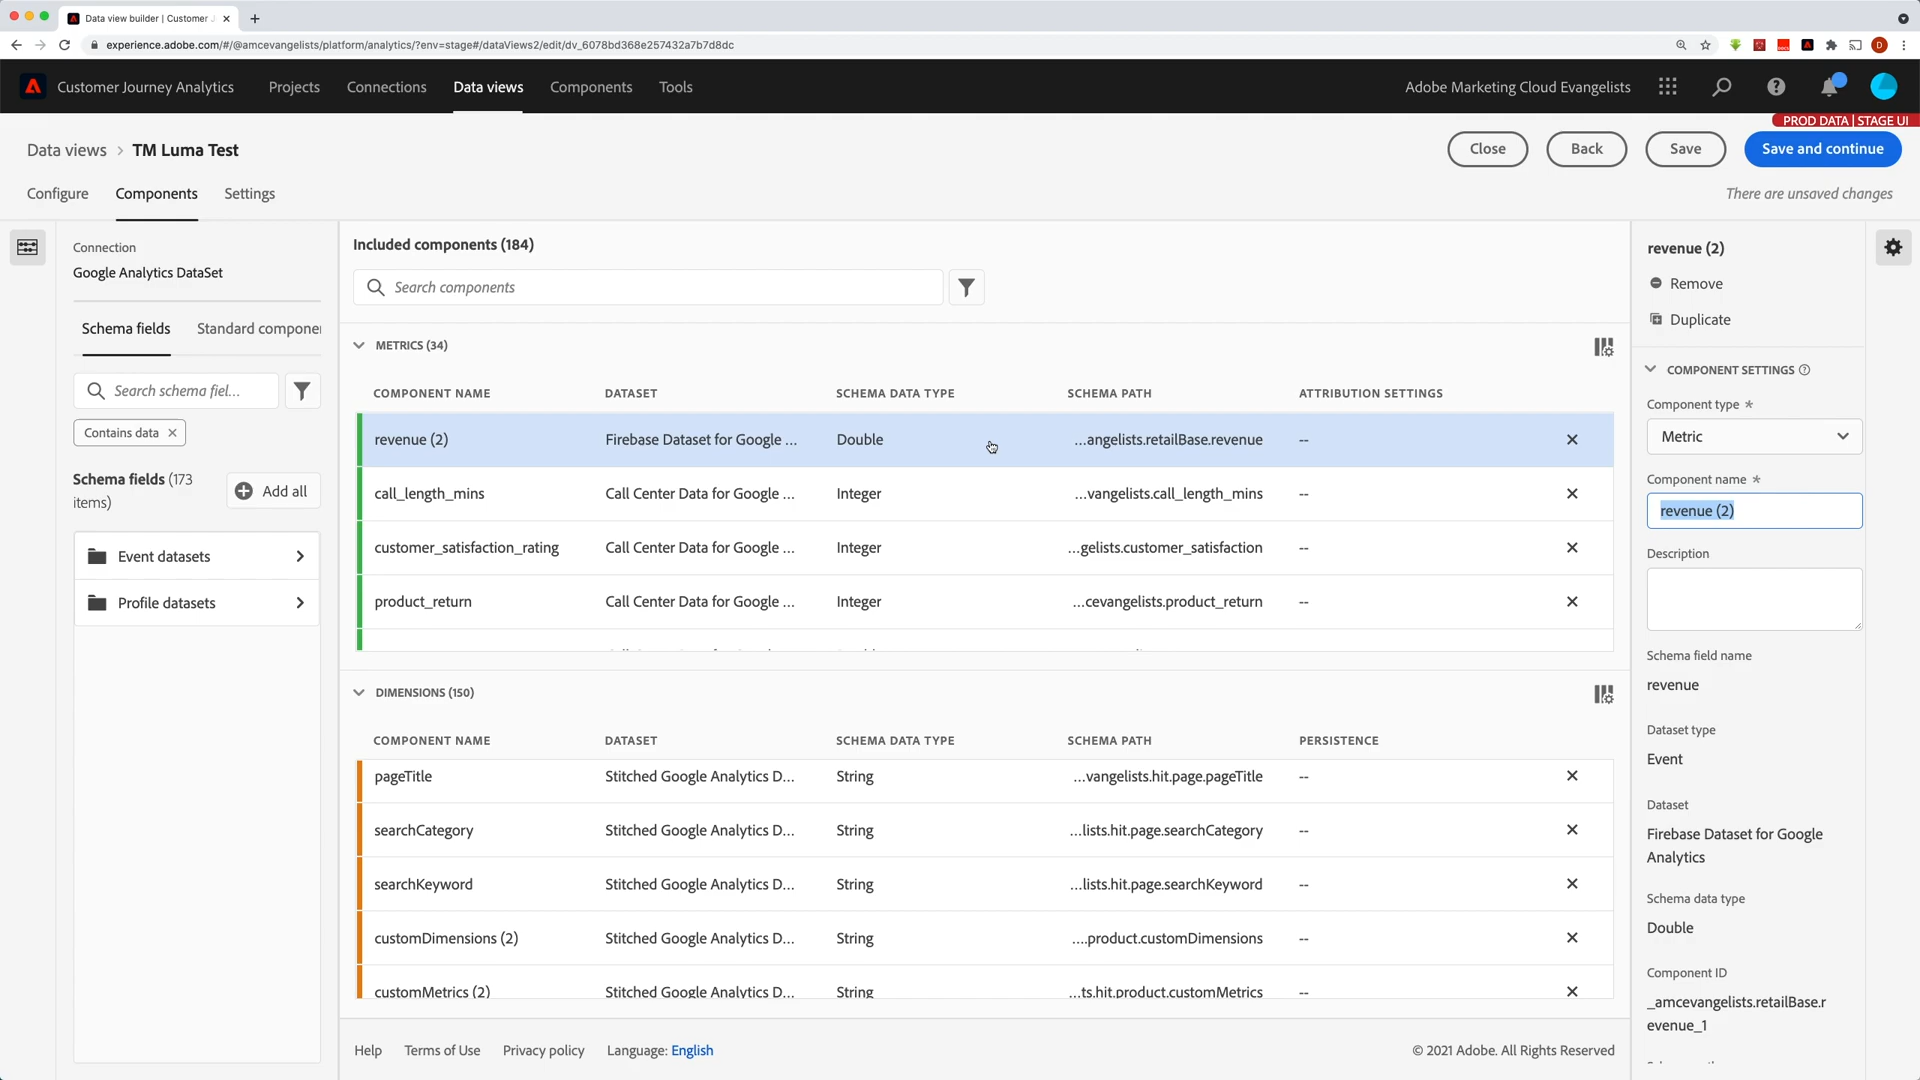 Data view builder | Customer J
experience.adobe.com/#/@amcevangelists/platform/analytics/?env=stage#/dataViews2/edit/dv_6078bd368e257432a7b7d8dc
D
Customer Journey Analytics
Projects
Connections
Data views
Components
Tools
Adobe Marketing Cloud Evangelists
PROD DATA | STAGE UI
Data views > TM Luma Test
Close
Back
Save
Save and continue
Configure
Components
Settings
There are unsaved changes
Connection
Google Analytics DataSet
Schema fields
Standard compone
Search schema fiel...
Contains data
Schema fields (173
items)
Add all
Event datasets
Profile datasets
Included components (184)
Search components
METRICS (34)
COMPONENT NAME DATASET SCHEMA DATA TYPE SCHEMA PATH ATTRIBUTION SETTINGS
revenue (2) Firebase Dataset for Google ... Double ...angelists.retailBase.revenue --
call_length_mins Call Center Data for Google ... Integer ...vangelists.call_length_mins --
customer_satisfaction_rating Call Center Data for Google ... Integer ...gelists.customer_satisfaction --
product_return Call Center Data for Google ... Integer ...cevangelists.product_return --
DIMENSIONS (150)
COMPONENT NAME DATASET SCHEMA DATA TYPE SCHEMA PATH PERSISTENCE
pageTitle Stitched Google Analytics D... String ...vangelists.hit.page.pageTitle --
searchCategory Stitched Google Analytics D... String ...lists.hit.page.searchCategory --
searchKeyword Stitched Google Analytics D... String ...lists.hit.page.searchKeyword --
customDimensions (2) Stitched Google Analytics D... String ....product.customDimensions --
customMetrics (2) Stitched Google Analytics D... String ...ts.hit.product.customMetrics --
Help
Terms of Use
Privacy policy
Language: English
© 2021 Adobe. All Rights Reserved
revenue (2)
Remove
Duplicate
COMPONENT SETTINGS
Component type *
Metric
Component name *
revenue (2)
Description
Schema field name
revenue
Dataset type
Event
Dataset
Firebase Dataset for Google
Analytics
Schema data type
Double
Component ID
_amcevangelists.retailBase.r
evenue_1